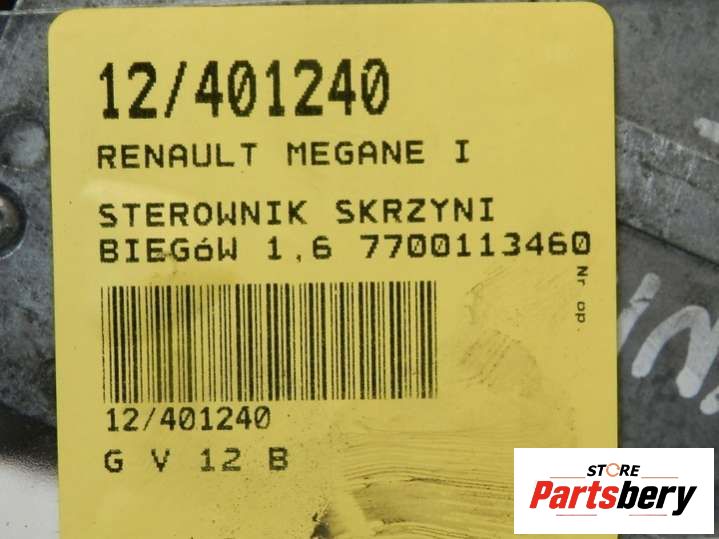 12/401240
RENAULT MEGANE I
STEROWNIK SKRZYNI
BIEGóW 1,6 7700113460
Nr op.
12/401240
G V 12 B
STORE
Partsbery